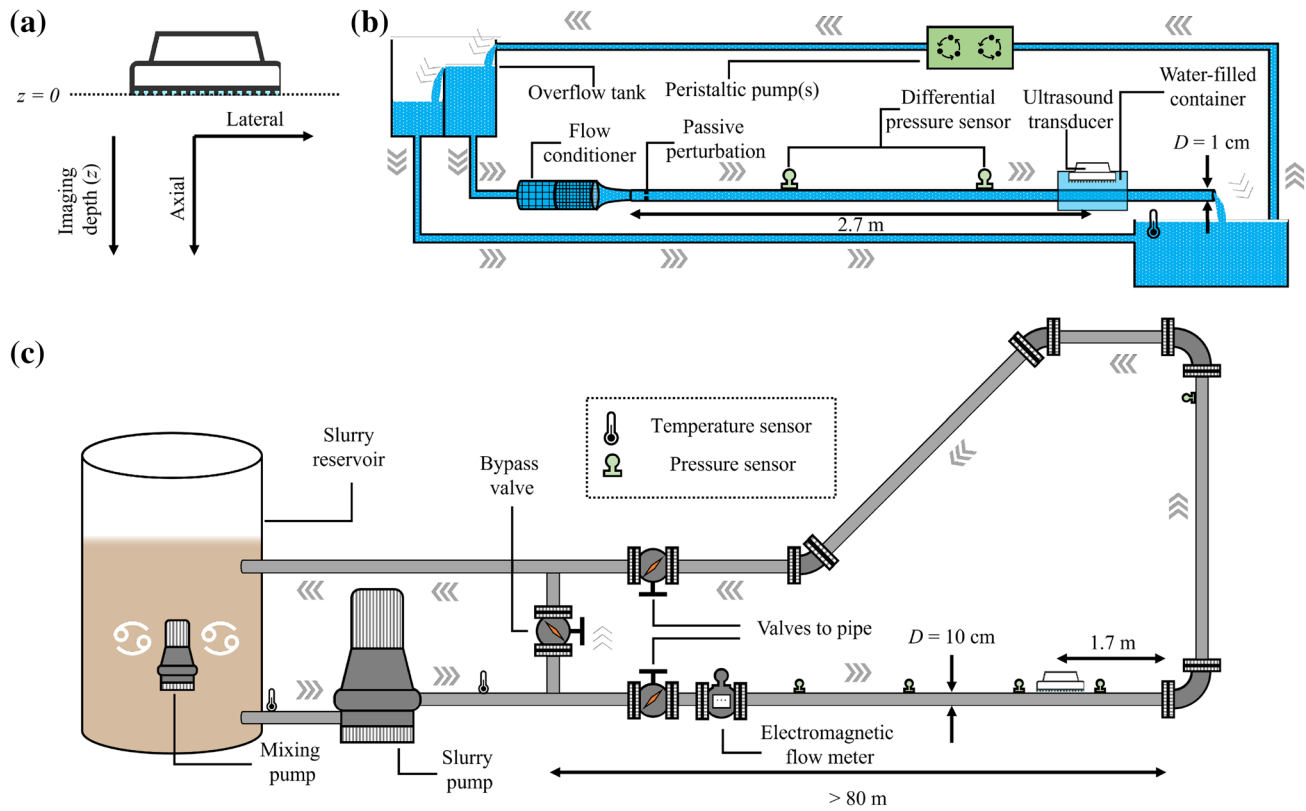 (a)
z = 0
Lateral
Imaging
depth (z)
Axial
(b)
Overflow tank
Peristaltic pump(s)
Flow
conditioner
Passive
perturbation
Differential
pressure sensor
Ultrasound
transducer
Water-filled
container
D = 1 cm
2.7 m
(c)
Slurry
reservoir
Bypass
valve
Temperature sensor
Pressure sensor
Valves to pipe
D = 10 cm
1.7 m
Mixing
pump
Slurry
pump
Electromagnetic
flow meter
> 80 m